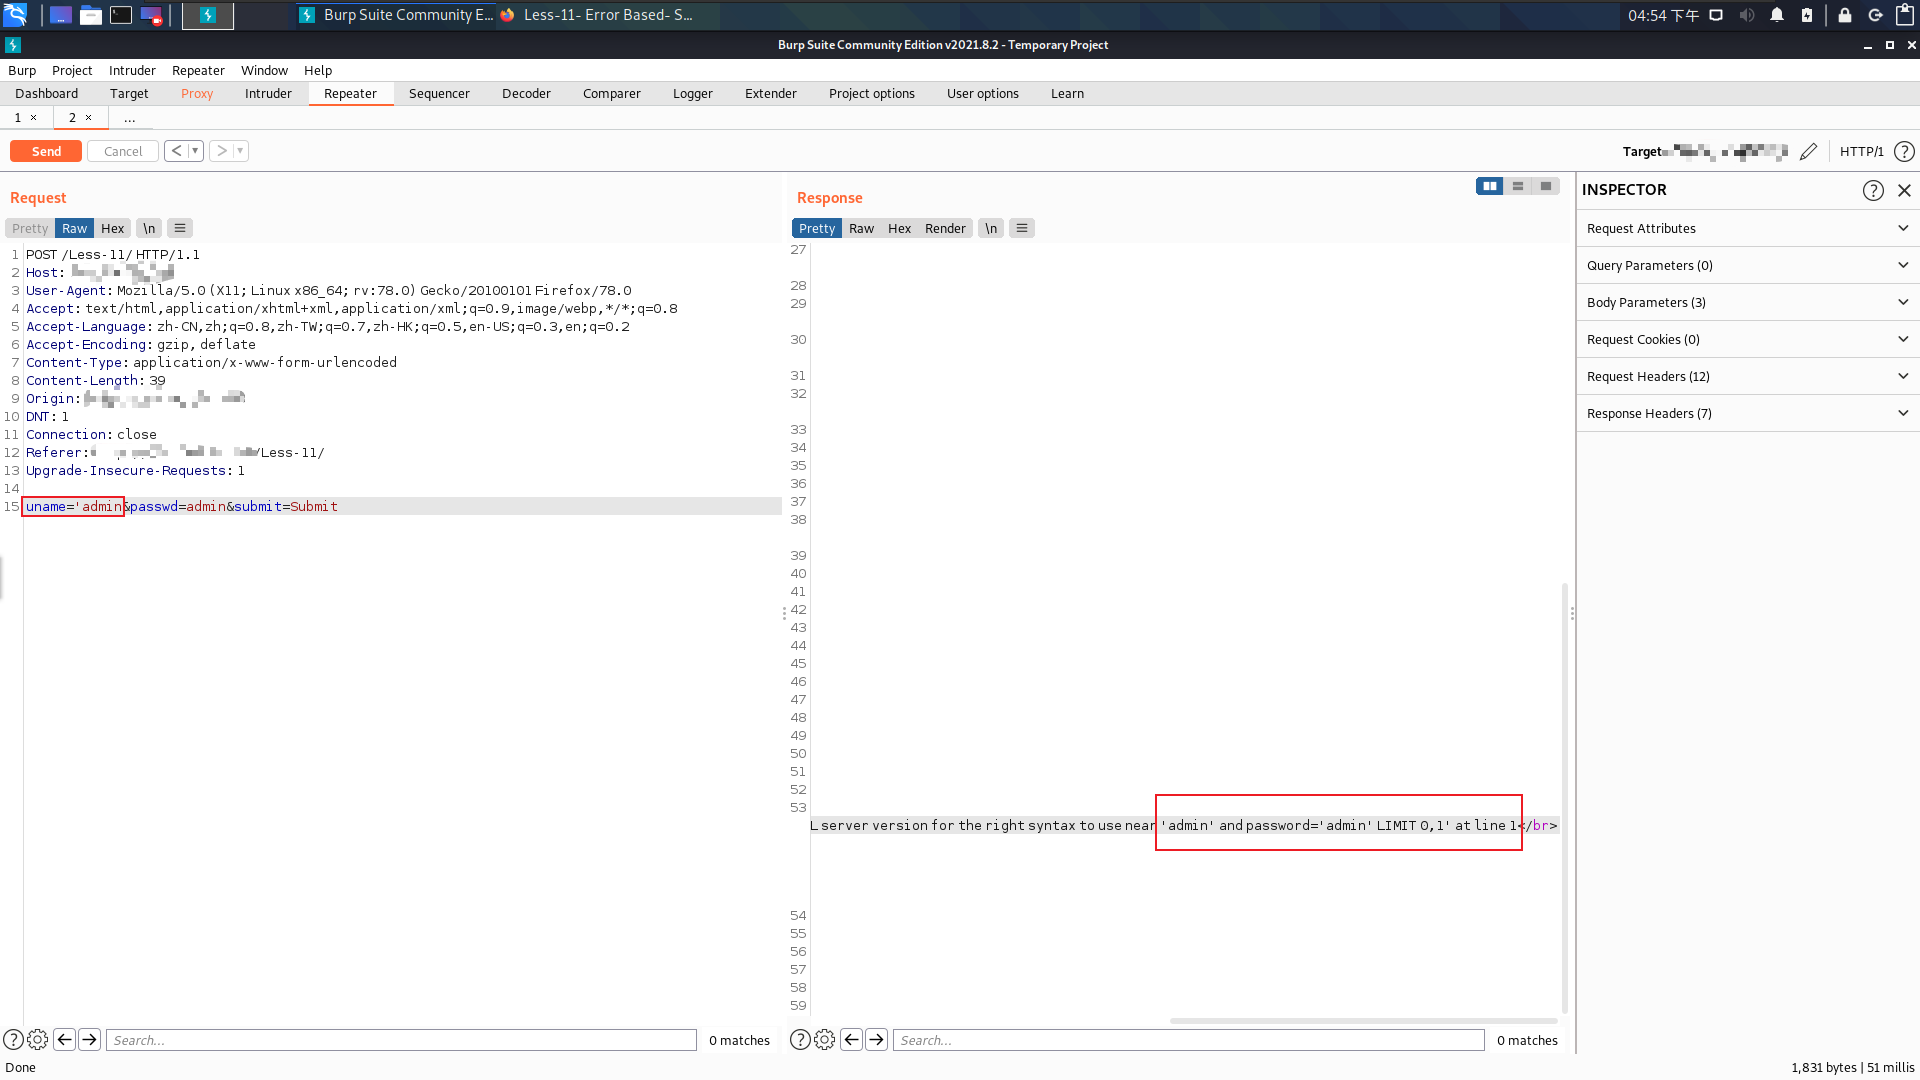 Burp Suite Community E...
Less-11- Error Based- S...
04:54 下午
Burp Suite Community Edition v2021.8.2 - Temporary Project
Burp Project Intruder Repeater Window Help
Dashboard Target Proxy Intruder Repeater Sequencer Decoder Comparer Logger Extender Project options User options Learn
1 × 2 × ...
Send Cancel < ▾ > ▾
Target
HTTP/1 ?
Request
Pretty Raw Hex \n ≡
1 POST /Less-11/ HTTP/1.1
2 Host:
3 User-Agent: Mozilla/5.0 (X11; Linux x86_64; rv:78.0) Gecko/20100101 Firefox/78.0
4 Accept: text/html,application/xhtml+xml,application/xml;q=0.9,image/webp,*/*;q=0.8
5 Accept-Language: zh-CN,zh;q=0.8,zh-TW;q=0.7,zh-HK;q=0.5,en-US;q=0.3,en;q=0.2
6 Accept-Encoding: gzip, deflate
7 Content-Type: application/x-www-form-urlencoded
8 Content-Length: 39
9 Origin:
10 DNT: 1
11 Connection: close
12 Referer: /Less-11/
13 Upgrade-Insecure-Requests: 1
14
15 uname='admin&passwd=admin&submit=Submit
? Search... 0 matches
Response
Pretty Raw Hex Render \n ≡
27
28
29
30
31
32
33
34
35
36
37
38
39
40
41
42
43
44
45
46
47
48
49
50
51
52
53
L server version for the right syntax to use near 'admin' and password='admin' LIMIT 0,1' at line 1</br>
54
55
56
57
58
59
? Search... 0 matches
INSPECTOR ?
Request Attributes
Query Parameters (0)
Body Parameters (3)
Request Cookies (0)
Request Headers (12)
Response Headers (7)
Done
1,831 bytes | 51 millis